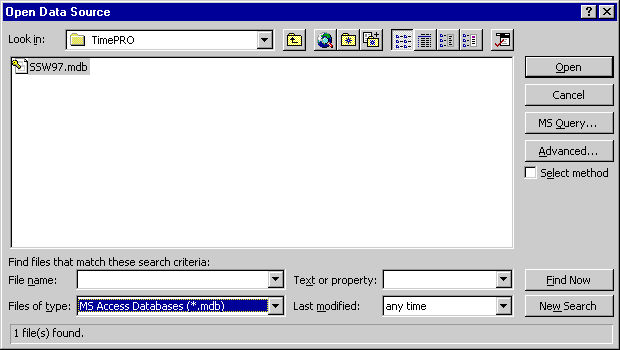 Open Data Source
Look in: TimePRO
SSW97.mdb
Open
Cancel
MS Query...
Advanced...
Select method
Find files that match these search criteria:
File name: Text or property: Find Now
Files of type: MS Access Databases (*.mdb) Last modified: any time New Search
1 file(s) found.